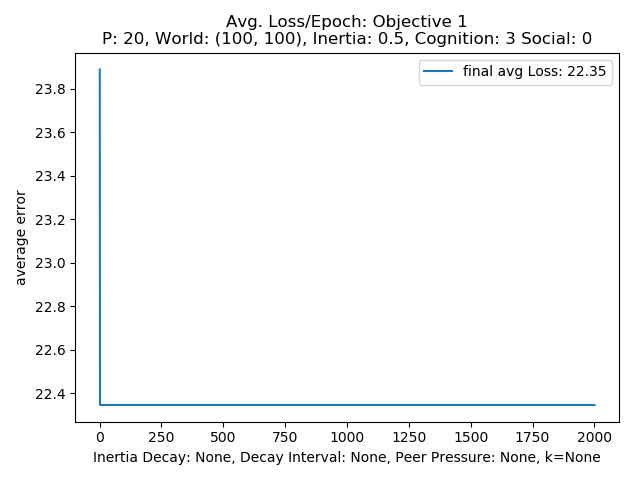 Avg. Loss/Epoch: Objective 1
P: 20, World: (100, 100), Inertia: 0.5, Cognition: 3 Social: 0
final avg Loss: 22.35
23.8
23.6
23.4
23.2
23.0
22.8
22.6
22.4
average error
0 250 500 750 1000 1250 1500 1750 2000
Inertia Decay: None, Decay Interval: None, Peer Pressure: None, k=None